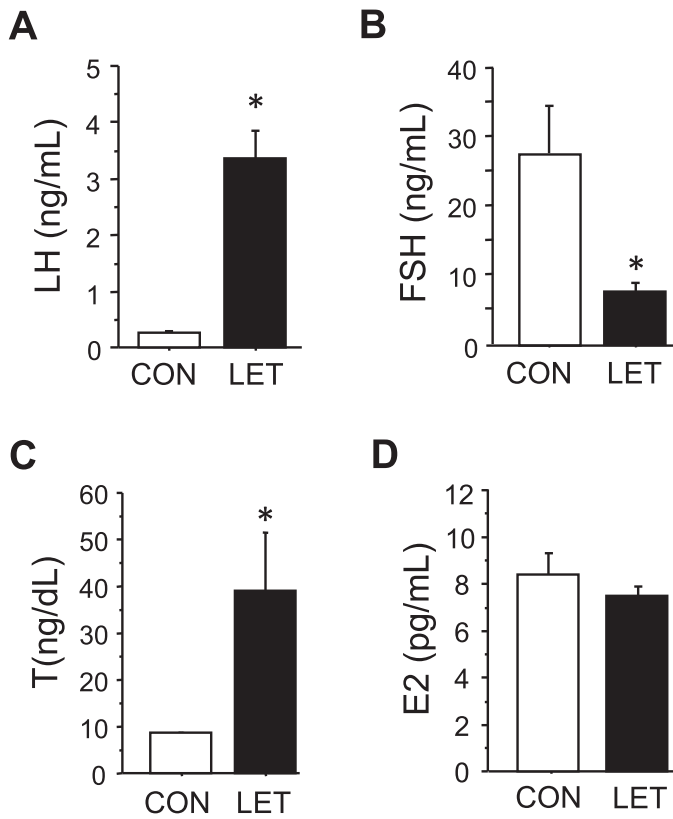 A
LH (ng/mL)
5
4
3
2
1
0
*
CON LET
B
FSH (ng/mL)
40
30
20
10
0
*
CON LET
C
T(ng/dL)
60
50
40
30
20
10
0
*
CON LET
D
E2 (pg/mL)
12
10
8
6
4
2
0
CON LET